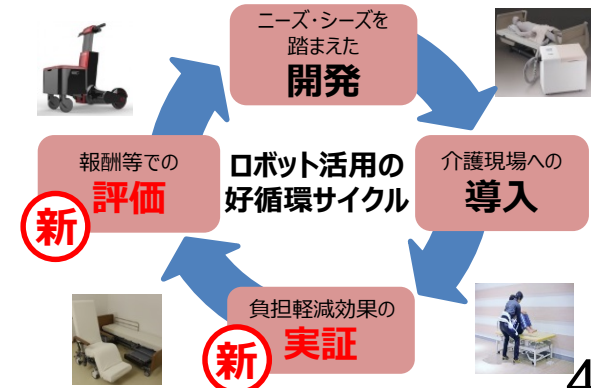 ニーズ・シーズを
踏まえた
開発
報酬等での
評価
新
ロボット活用の
好循環サイクル
介護現場への
導入
負担軽減効果の
実証
新
4